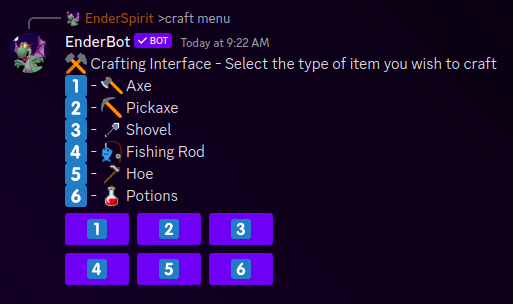 EnderSpirit >craft menu
EnderBot ✓ BOT Today at 9:22 AM
Crafting Interface - Select the type of item you wish to craft
1 - Axe
2 - Pickaxe
3 - Shovel
4 - Fishing Rod
5 - Hoe
6 - Potions
1 2 3
4 5 6